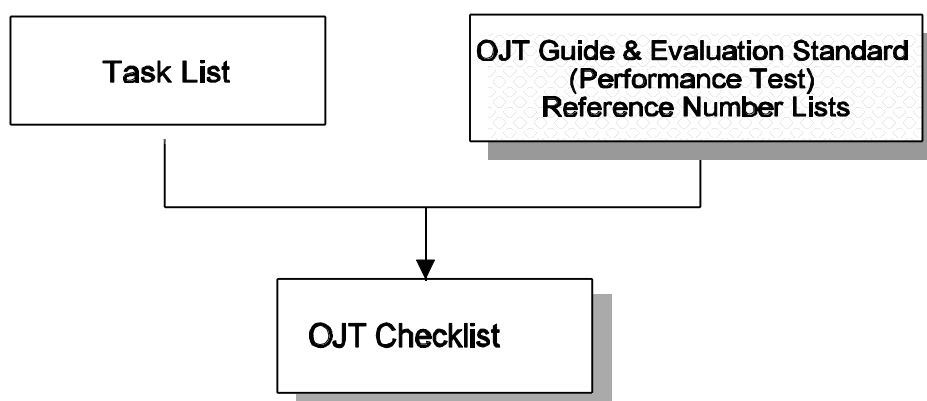 Task List
OJT Guide & Evaluation Standard
(Performance Test)
Reference Number Lists
OJT Checklist